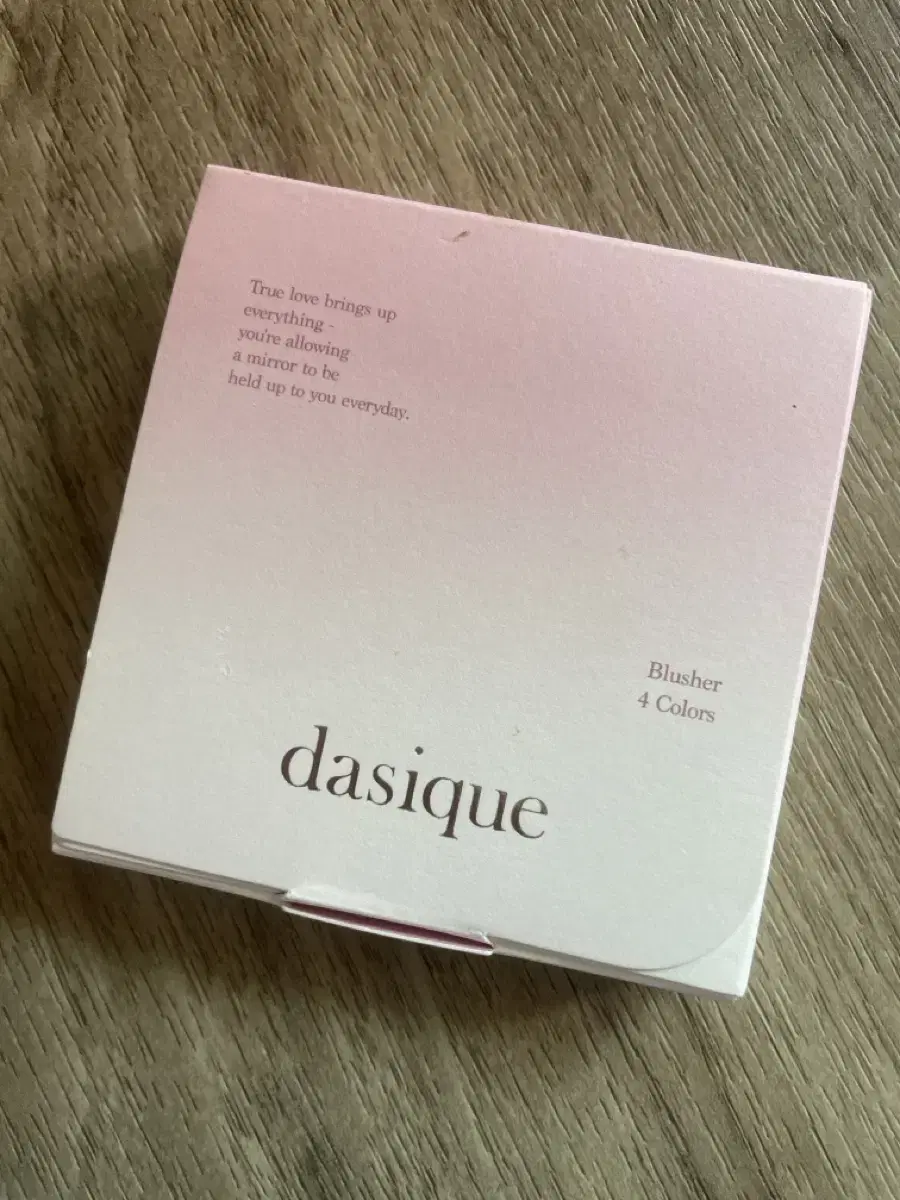 True love brings up
everything -
you're allowing
a mirror to be
held up to you everyday.
Blusher
4 Colors
dasique